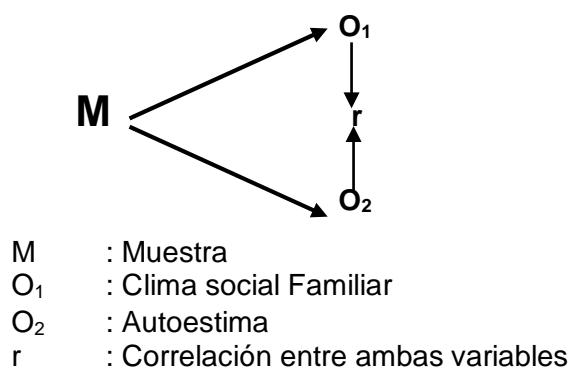 O₁
M
r
O₂
M : Muestra
O₁ : Clima social Familiar
O₂ : Autoestima
r : Correlación entre ambas variables